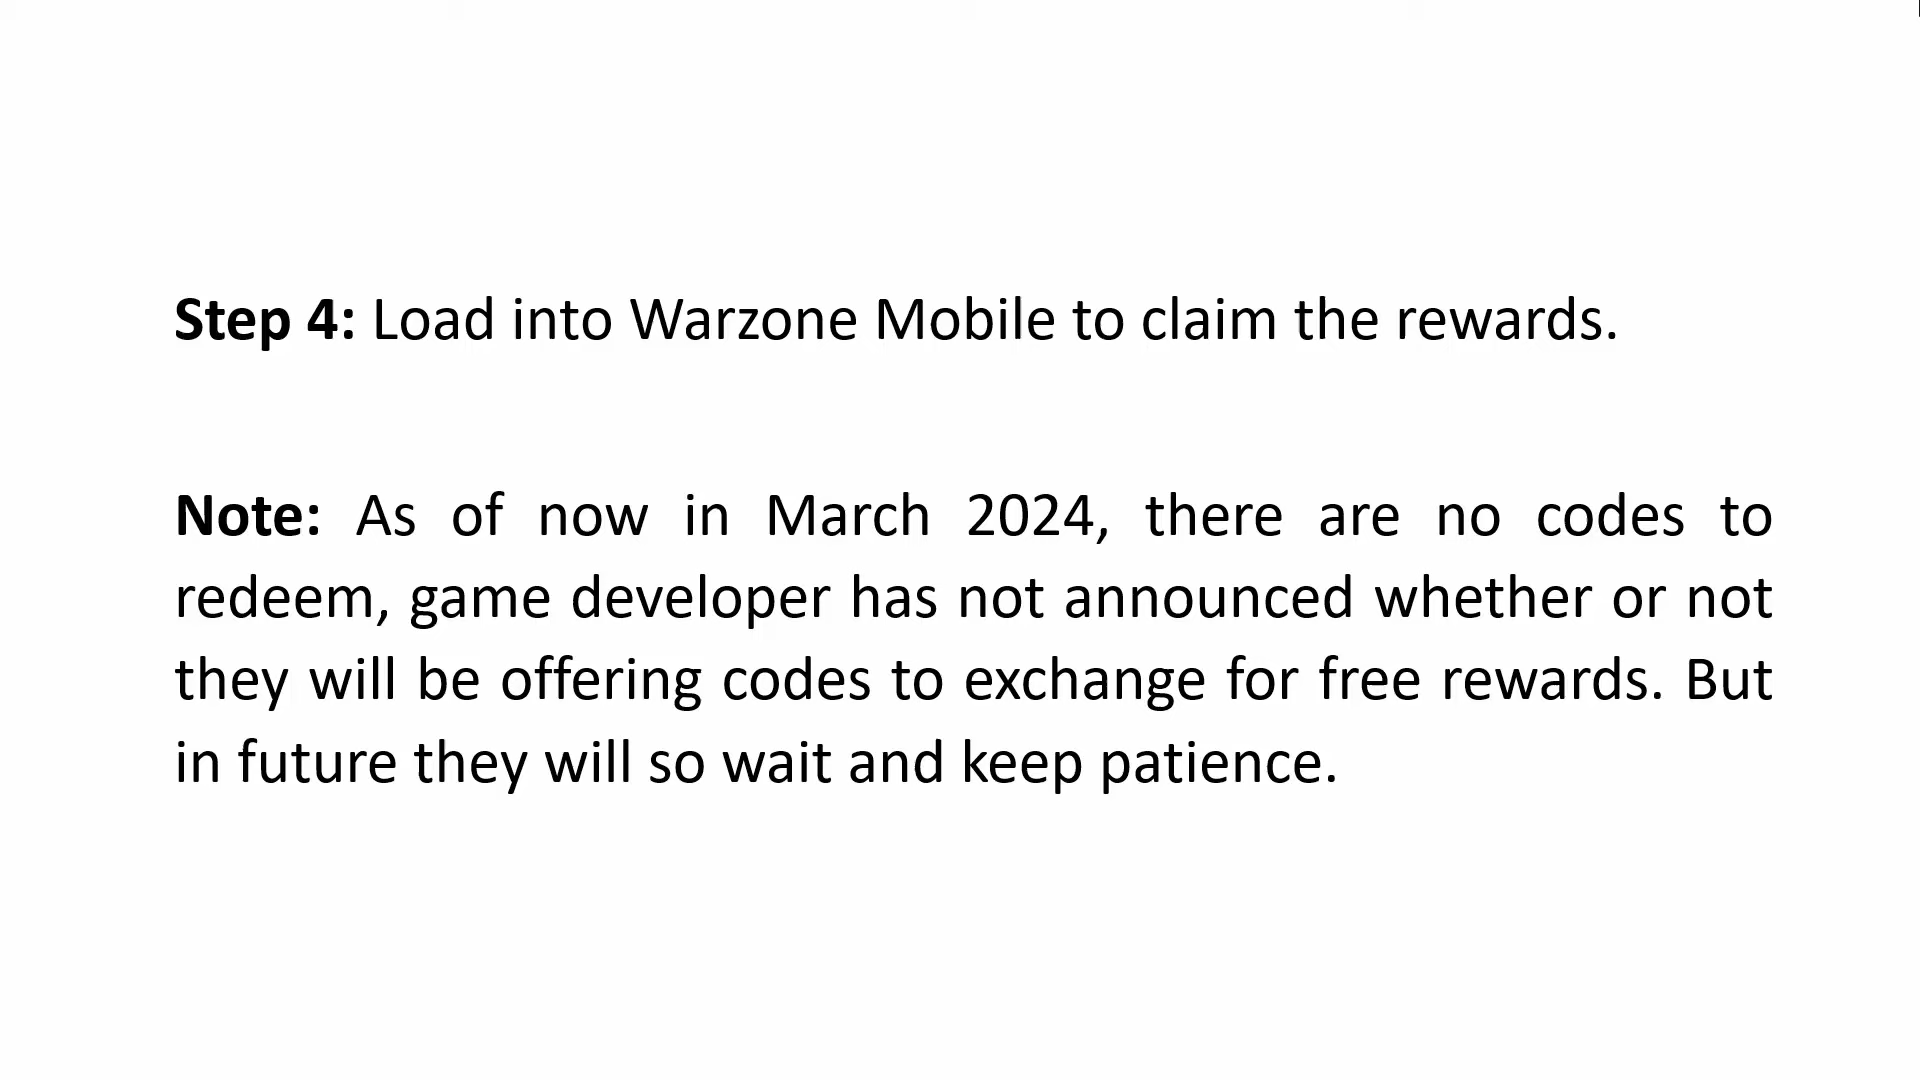 Step 4: Load into Warzone Mobile to claim the rewards.
Note: As of now in March 2024, there are no codes to
redeem, game developer has not announced whether or not
they will be offering codes to exchange for free rewards. But
in future they will so wait and keep patience.